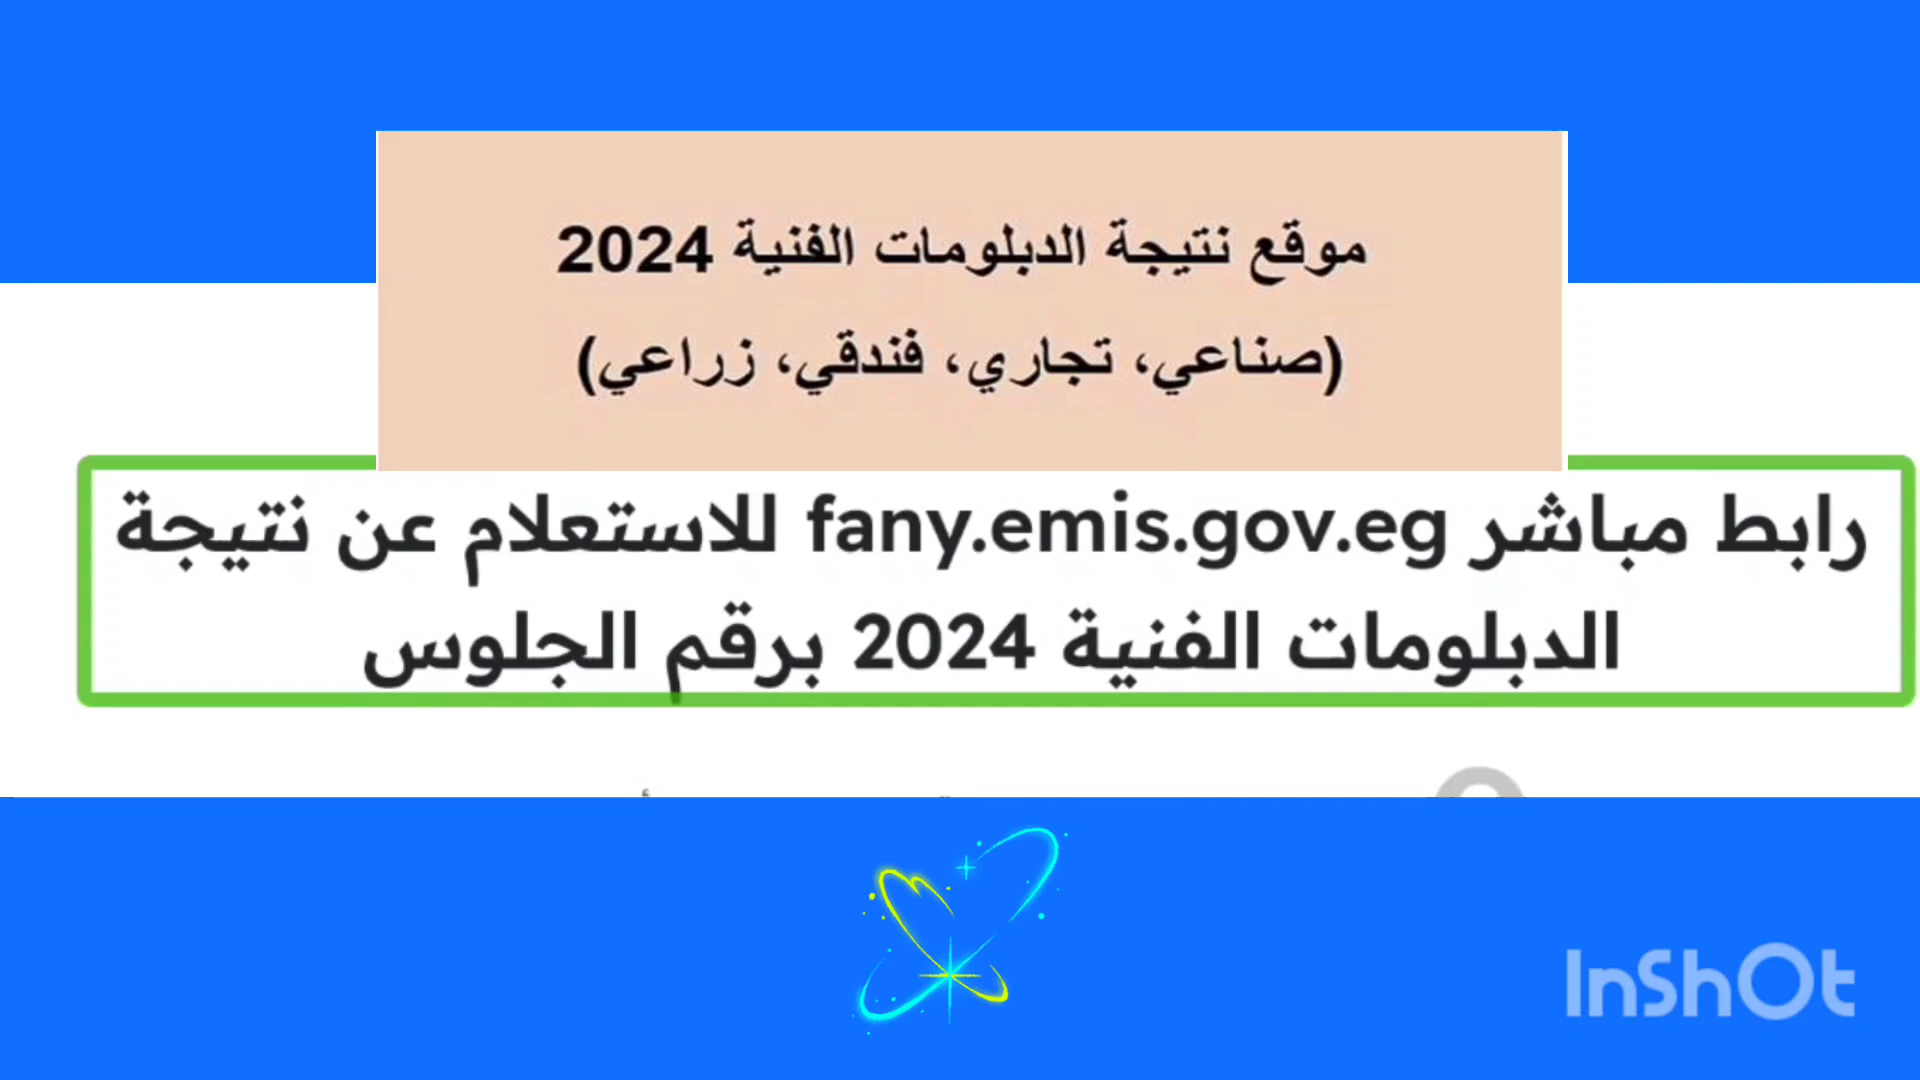 موقع نتيجة الدبلومات الفنية 2024
(صناعي، تجاري، فندقي، زراعي)
رابط مباشر fany.emis.gov.eg للاستعلام عن نتيجة
الدبلومات الفنية 2024 برقم الجلوس
InShOt